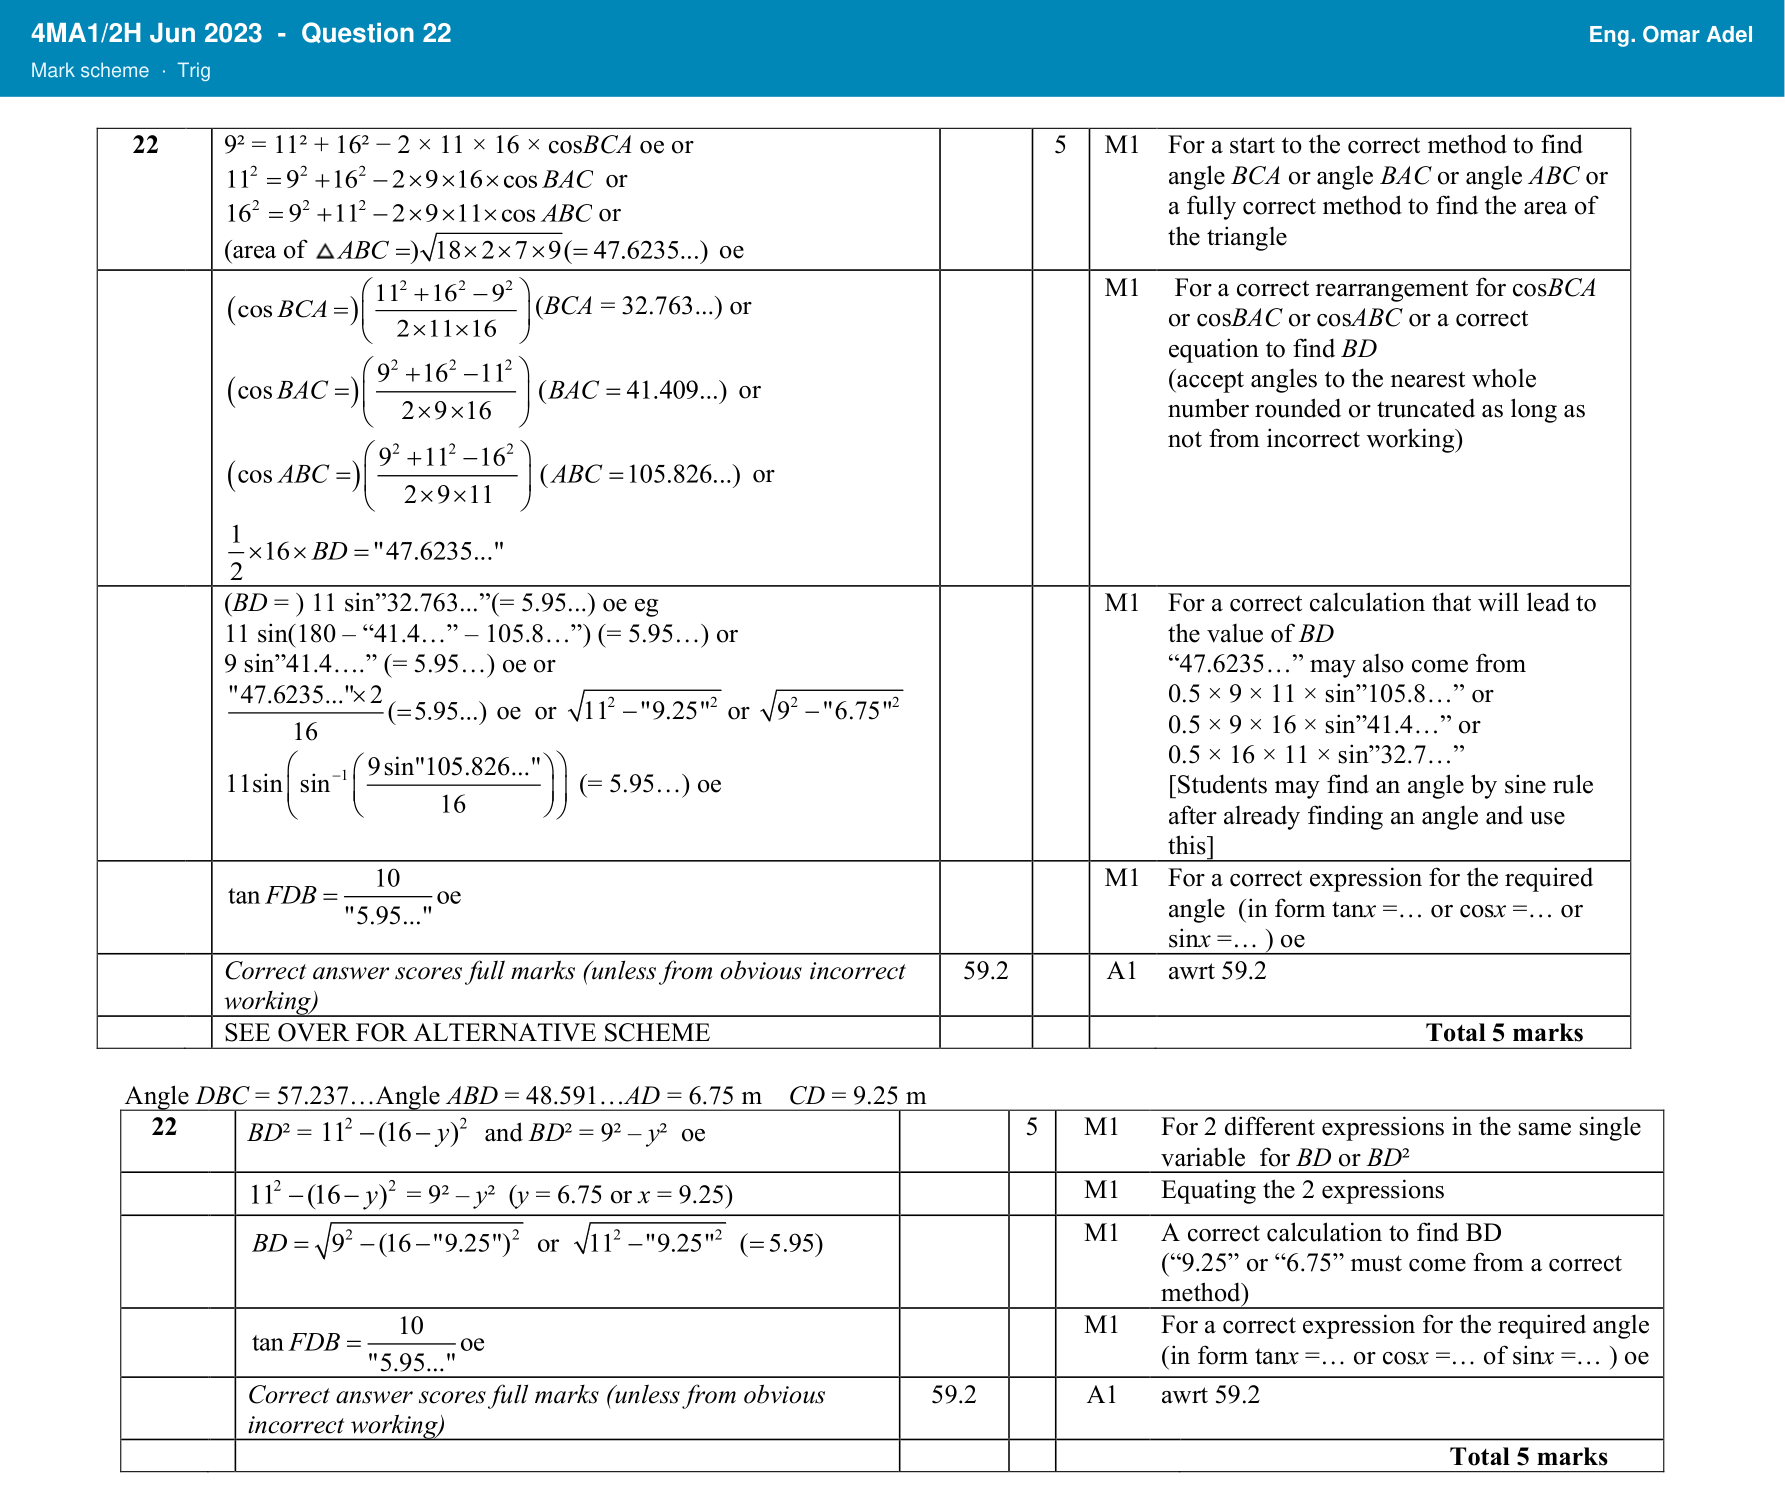 4MA1/2H Jun 2023 - Question 22
Eng. Omar Adel
Mark scheme · Trig
22
9² = 11² + 16² − 2 × 11 × 16 × cosBCA oe or
11² = 9² + 16² − 2×9×16×cos BAC or
16² = 9² + 11² − 2×9×11×cos ABC or
(area of △ABC =)√(18×2×7×9)(= 47.6235...) oe
5
M1
For a start to the correct method to find
angle BCA or angle BAC or angle ABC or
a fully correct method to find the area of
the triangle
(cos BCA =)((11² + 16² − 9²)/(2×11×16))(BCA = 32.763...) or
(cos BAC =)((9² + 16² − 11²)/(2×9×16)) (BAC = 41.409...) or
(cos ABC =)((9² + 11² − 16²)/(2×9×11)) (ABC = 105.826...) or
1/2 ×16× BD = "47.6235..."
M1
For a correct rearrangement for cosBCA
or cosBAC or cosABC or a correct
equation to find BD
(accept angles to the nearest whole
number rounded or truncated as long as
not from incorrect working)
(BD = ) 11 sin”32.763...”(= 5.95...) oe eg
11 sin(180 – “41.4…” – 105.8…”) (= 5.95…) or
9 sin”41.4….” (= 5.95…) oe or
("47.6235..."×2)/16 (=5.95...) oe or √(11² −"9.25"²) or √(9² −"6.75"²)
11sin(sin⁻¹((9sin"105.826...")/16)) (= 5.95…) oe
M1
For a correct calculation that will lead to
the value of BD
“47.6235…” may also come from
0.5 × 9 × 11 × sin”105.8…” or
0.5 × 9 × 16 × sin”41.4…” or
0.5 × 16 × 11 × sin”32.7…”
[Students may find an angle by sine rule
after already finding an angle and use
this]
tan FDB = 10/"5.95..." oe
M1
For a correct expression for the required
angle (in form tanx =… or cosx =… or
sinx =… ) oe
Correct answer scores full marks (unless from obvious incorrect
working)
59.2
A1
awrt 59.2
SEE OVER FOR ALTERNATIVE SCHEME
Total 5 marks
Angle DBC = 57.237…Angle ABD = 48.591…AD = 6.75 m CD = 9.25 m
22
BD² = 11² −(16− y)² and BD² = 9² – y² oe
5
M1
For 2 different expressions in the same single
variable for BD or BD²
11² −(16− y)² = 9² – y² (y = 6.75 or x = 9.25)
M1
Equating the 2 expressions
BD = √(9² −(16−"9.25")²) or √(11² −"9.25"²) (=5.95)
M1
A correct calculation to find BD
(“9.25” or “6.75” must come from a correct
method)
tan FDB = 10/"5.95..." oe
M1
For a correct expression for the required angle
(in form tanx =… or cosx =… of sinx =… ) oe
Correct answer scores full marks (unless from obvious
incorrect working)
59.2
A1
awrt 59.2
Total 5 marks